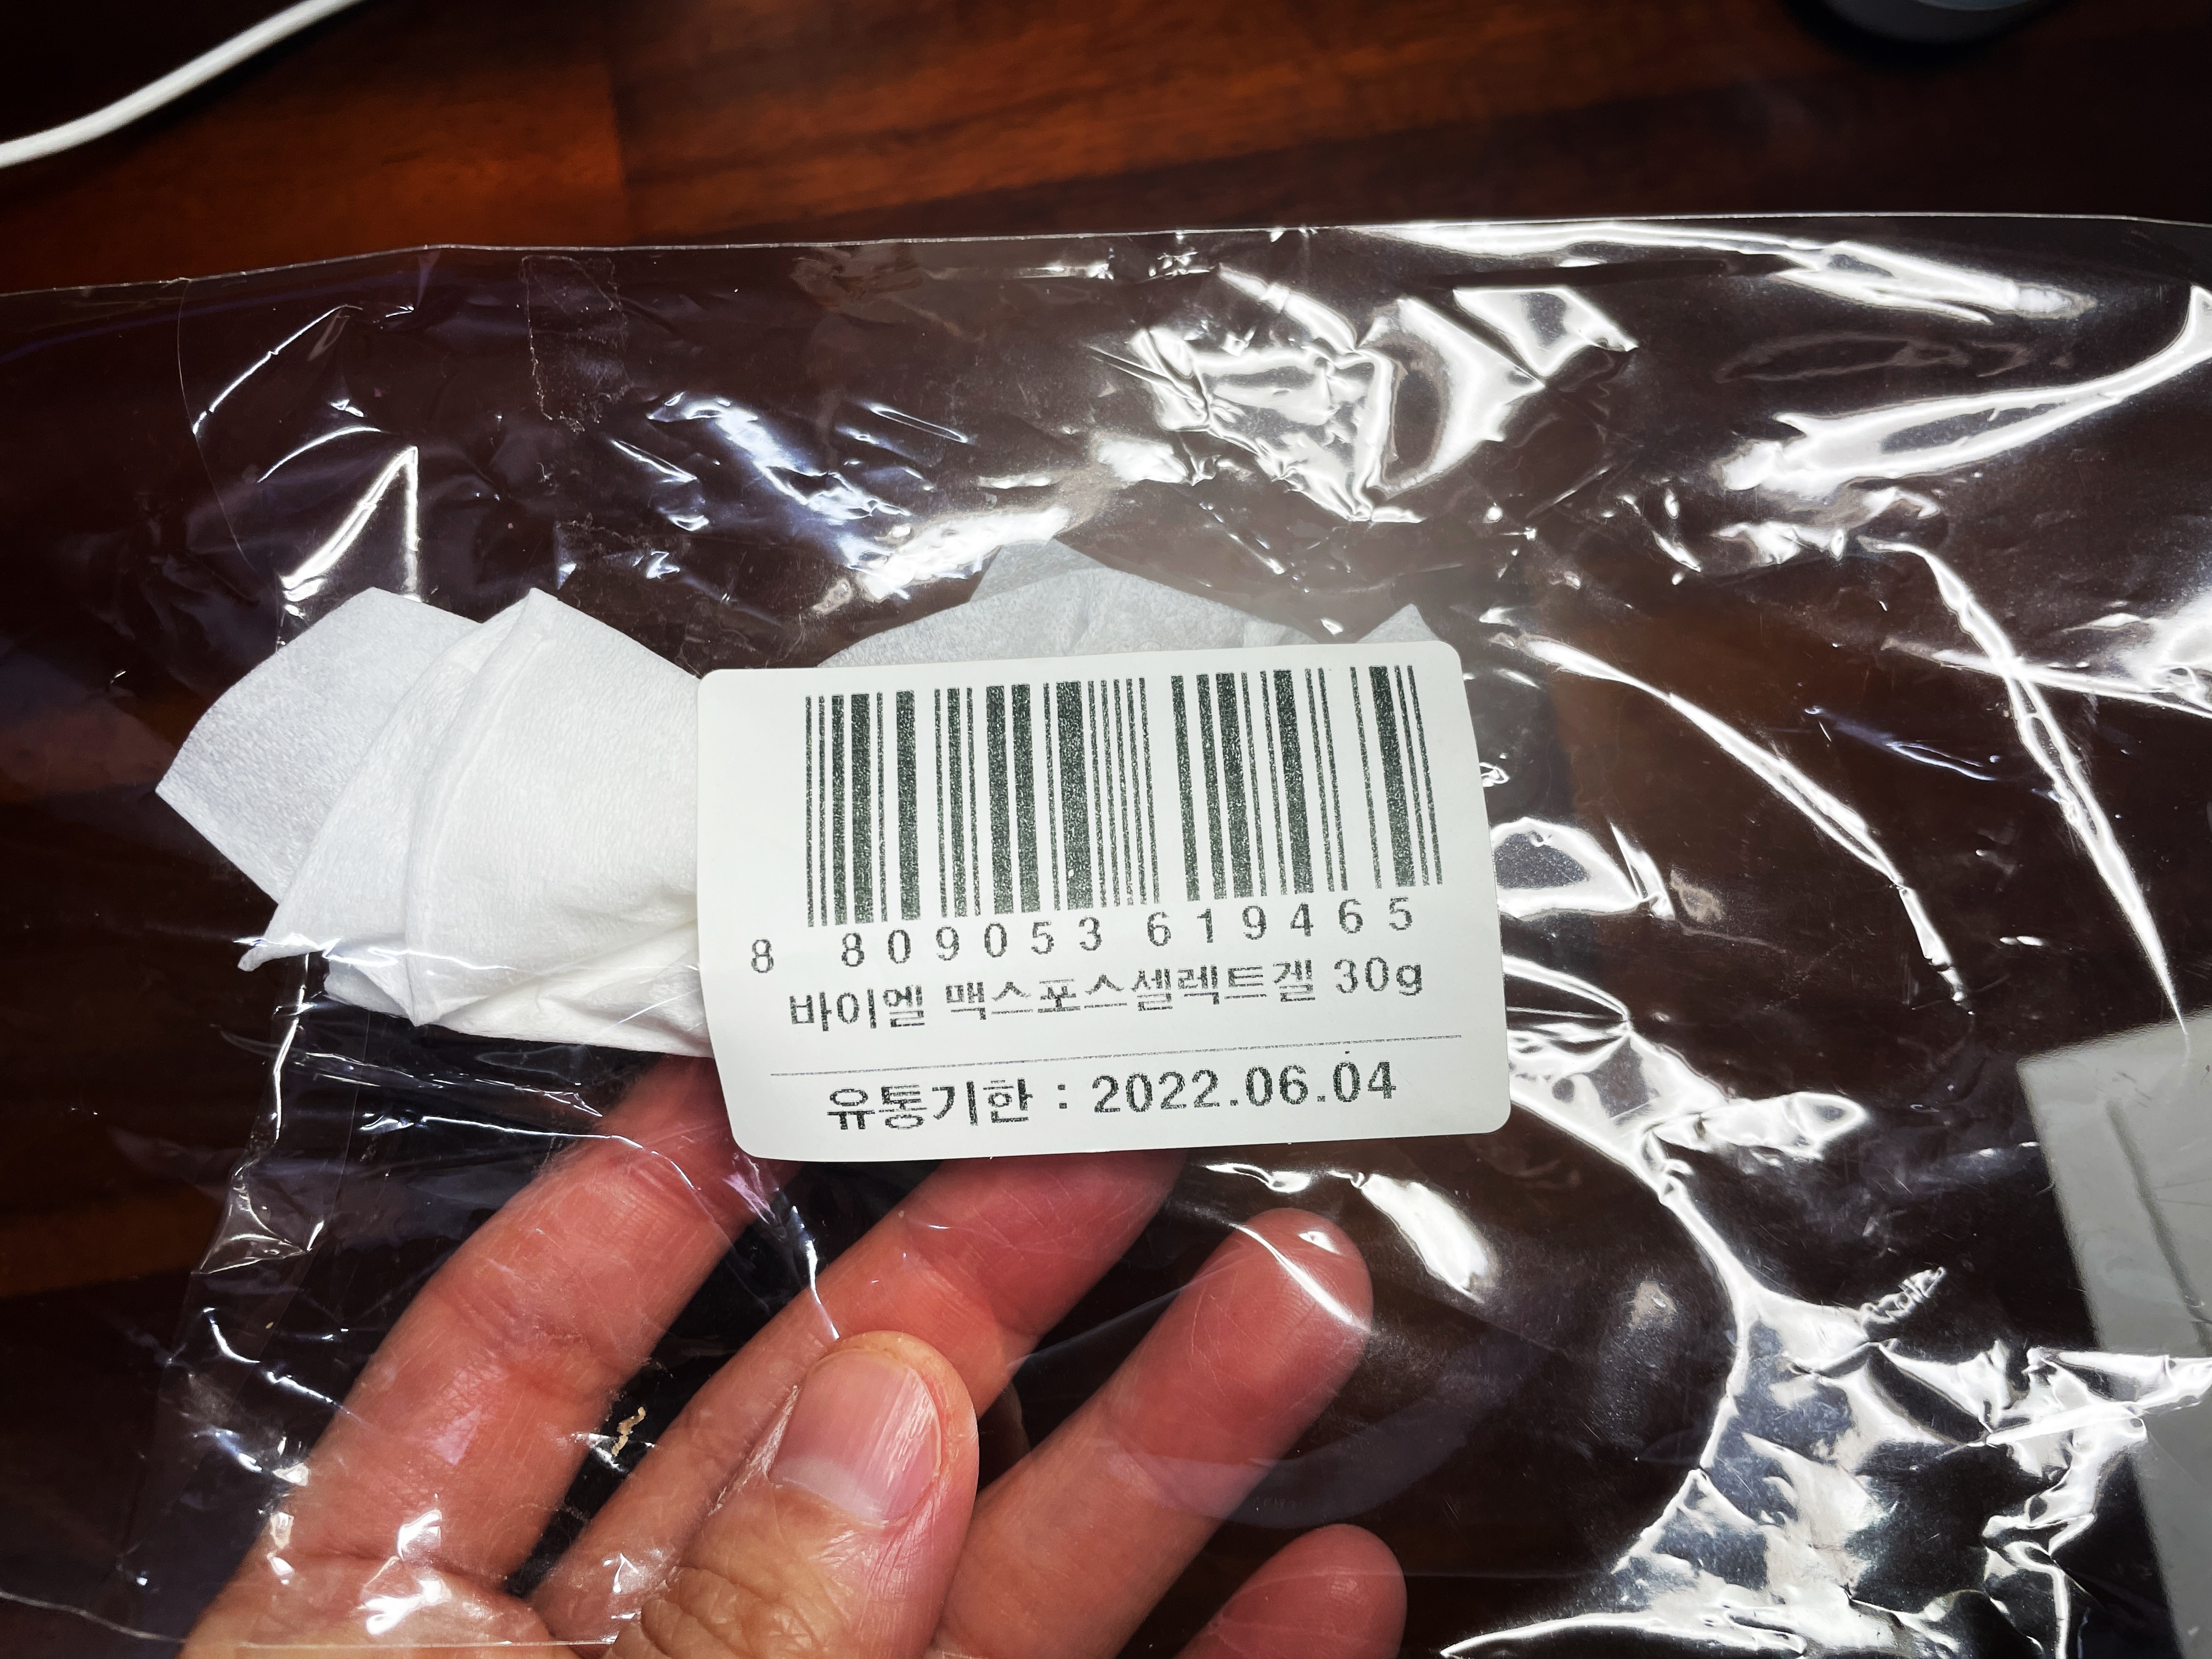 8 809053 619465
바이엘 맥스포스셀렉트겔 30g
유통기한 : 2022.06.04